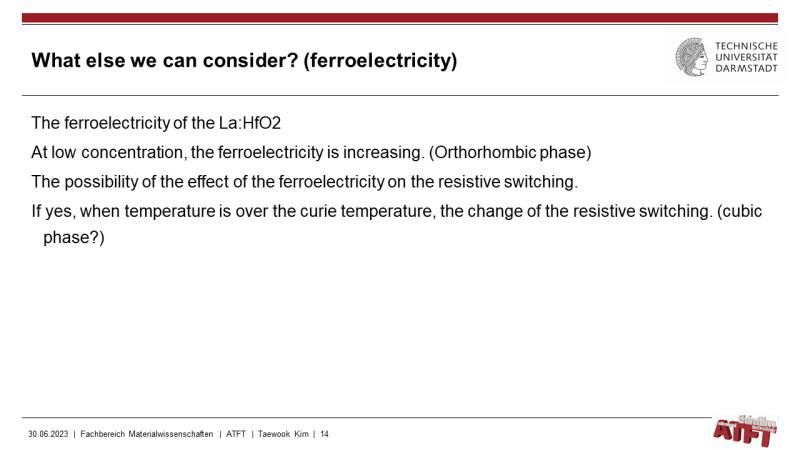 What else we can consider? (ferroelectricity)
TECHNISCHE
UNIVERSITÄT
DARMSTADT
The ferroelectricity of the La:HfO2
At low concentration, the ferroelectricity is increasing. (Orthorhombic phase)
The possibility of the effect of the ferroelectricity on the resistive switching.
If yes, when temperature is over the curie temperature, the change of the resistive switching. (cubic
phase?)
30.06.2023 | Fachbereich Materialwissenschaften | ATFT | Taewook Kim | 14
ATFT